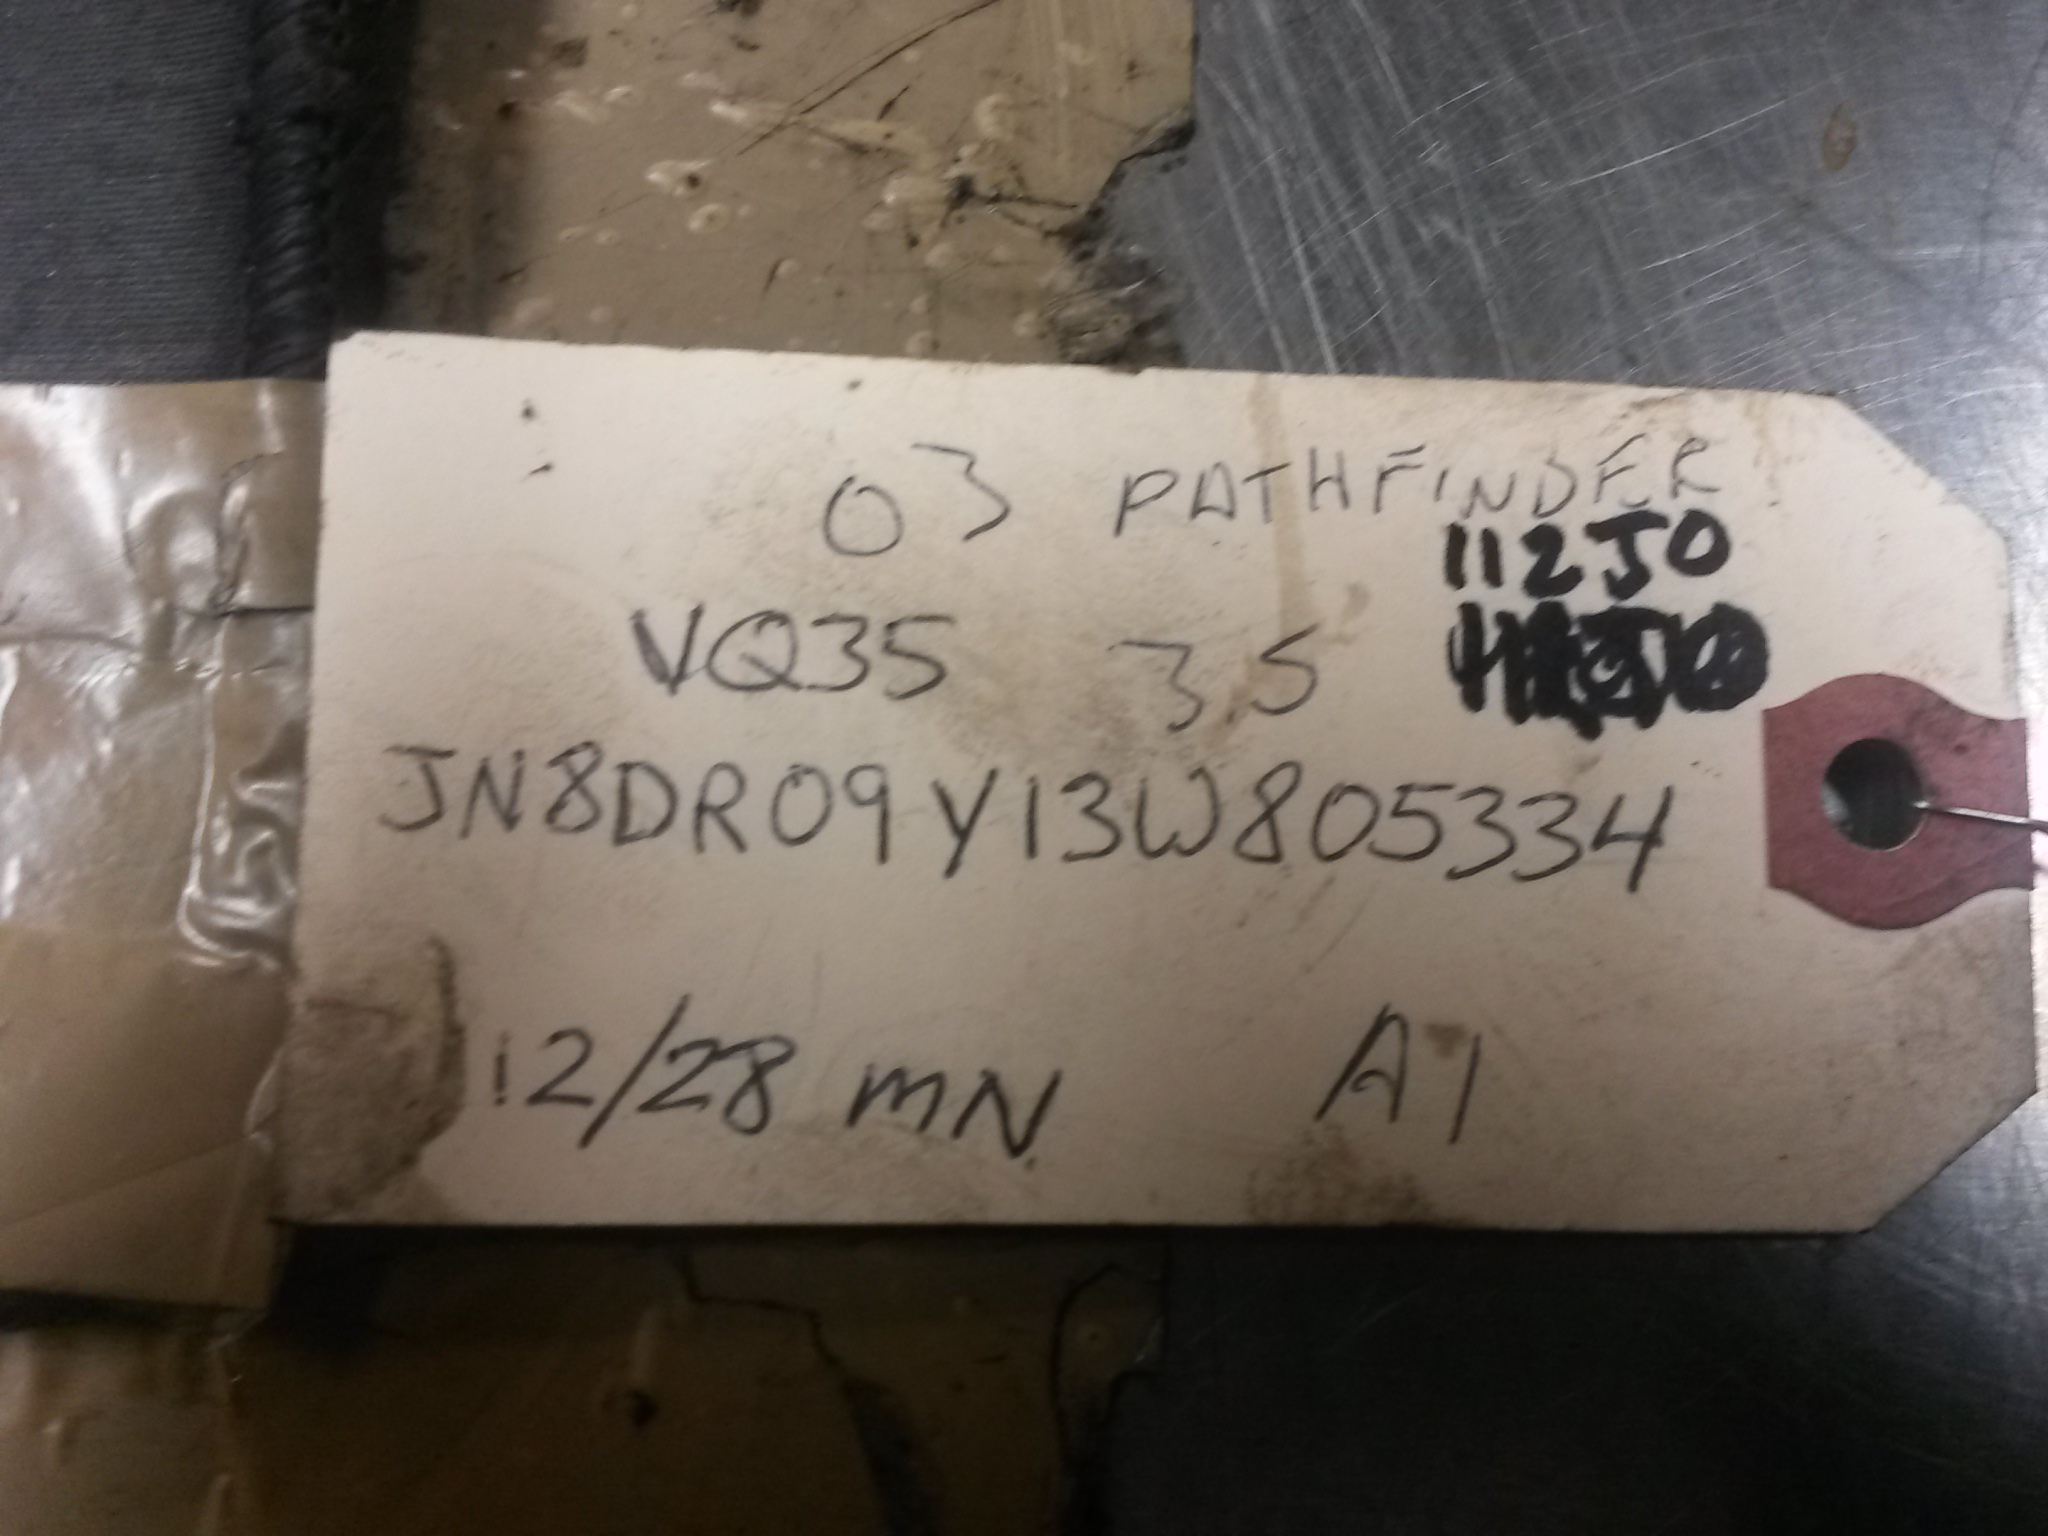 03 PATHFINDER
112J0
VQ35 3.5
JN8DR09Y13W805334
12/28 MN A1